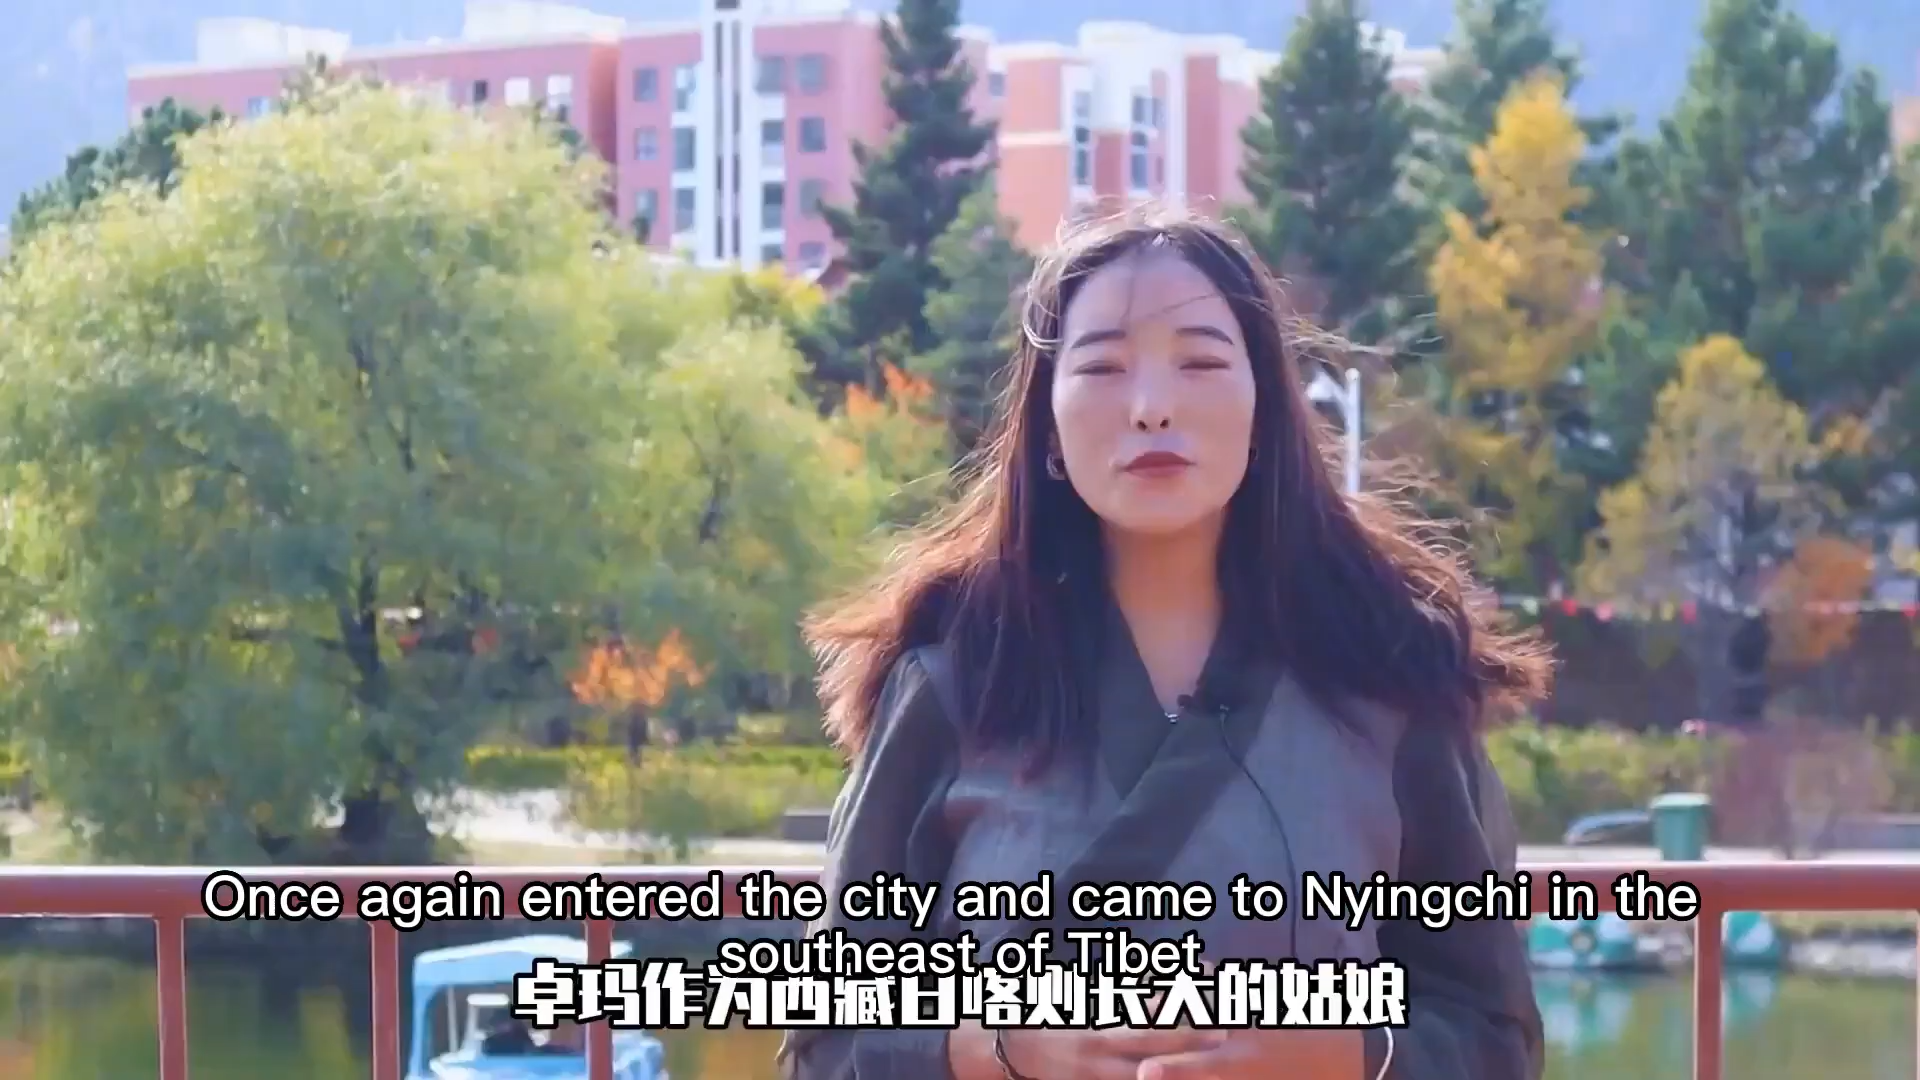 Once again entered the city and came to Nyingchi in the
southeast of Tibet
卓玛作为西藏日喀则长大的姑娘